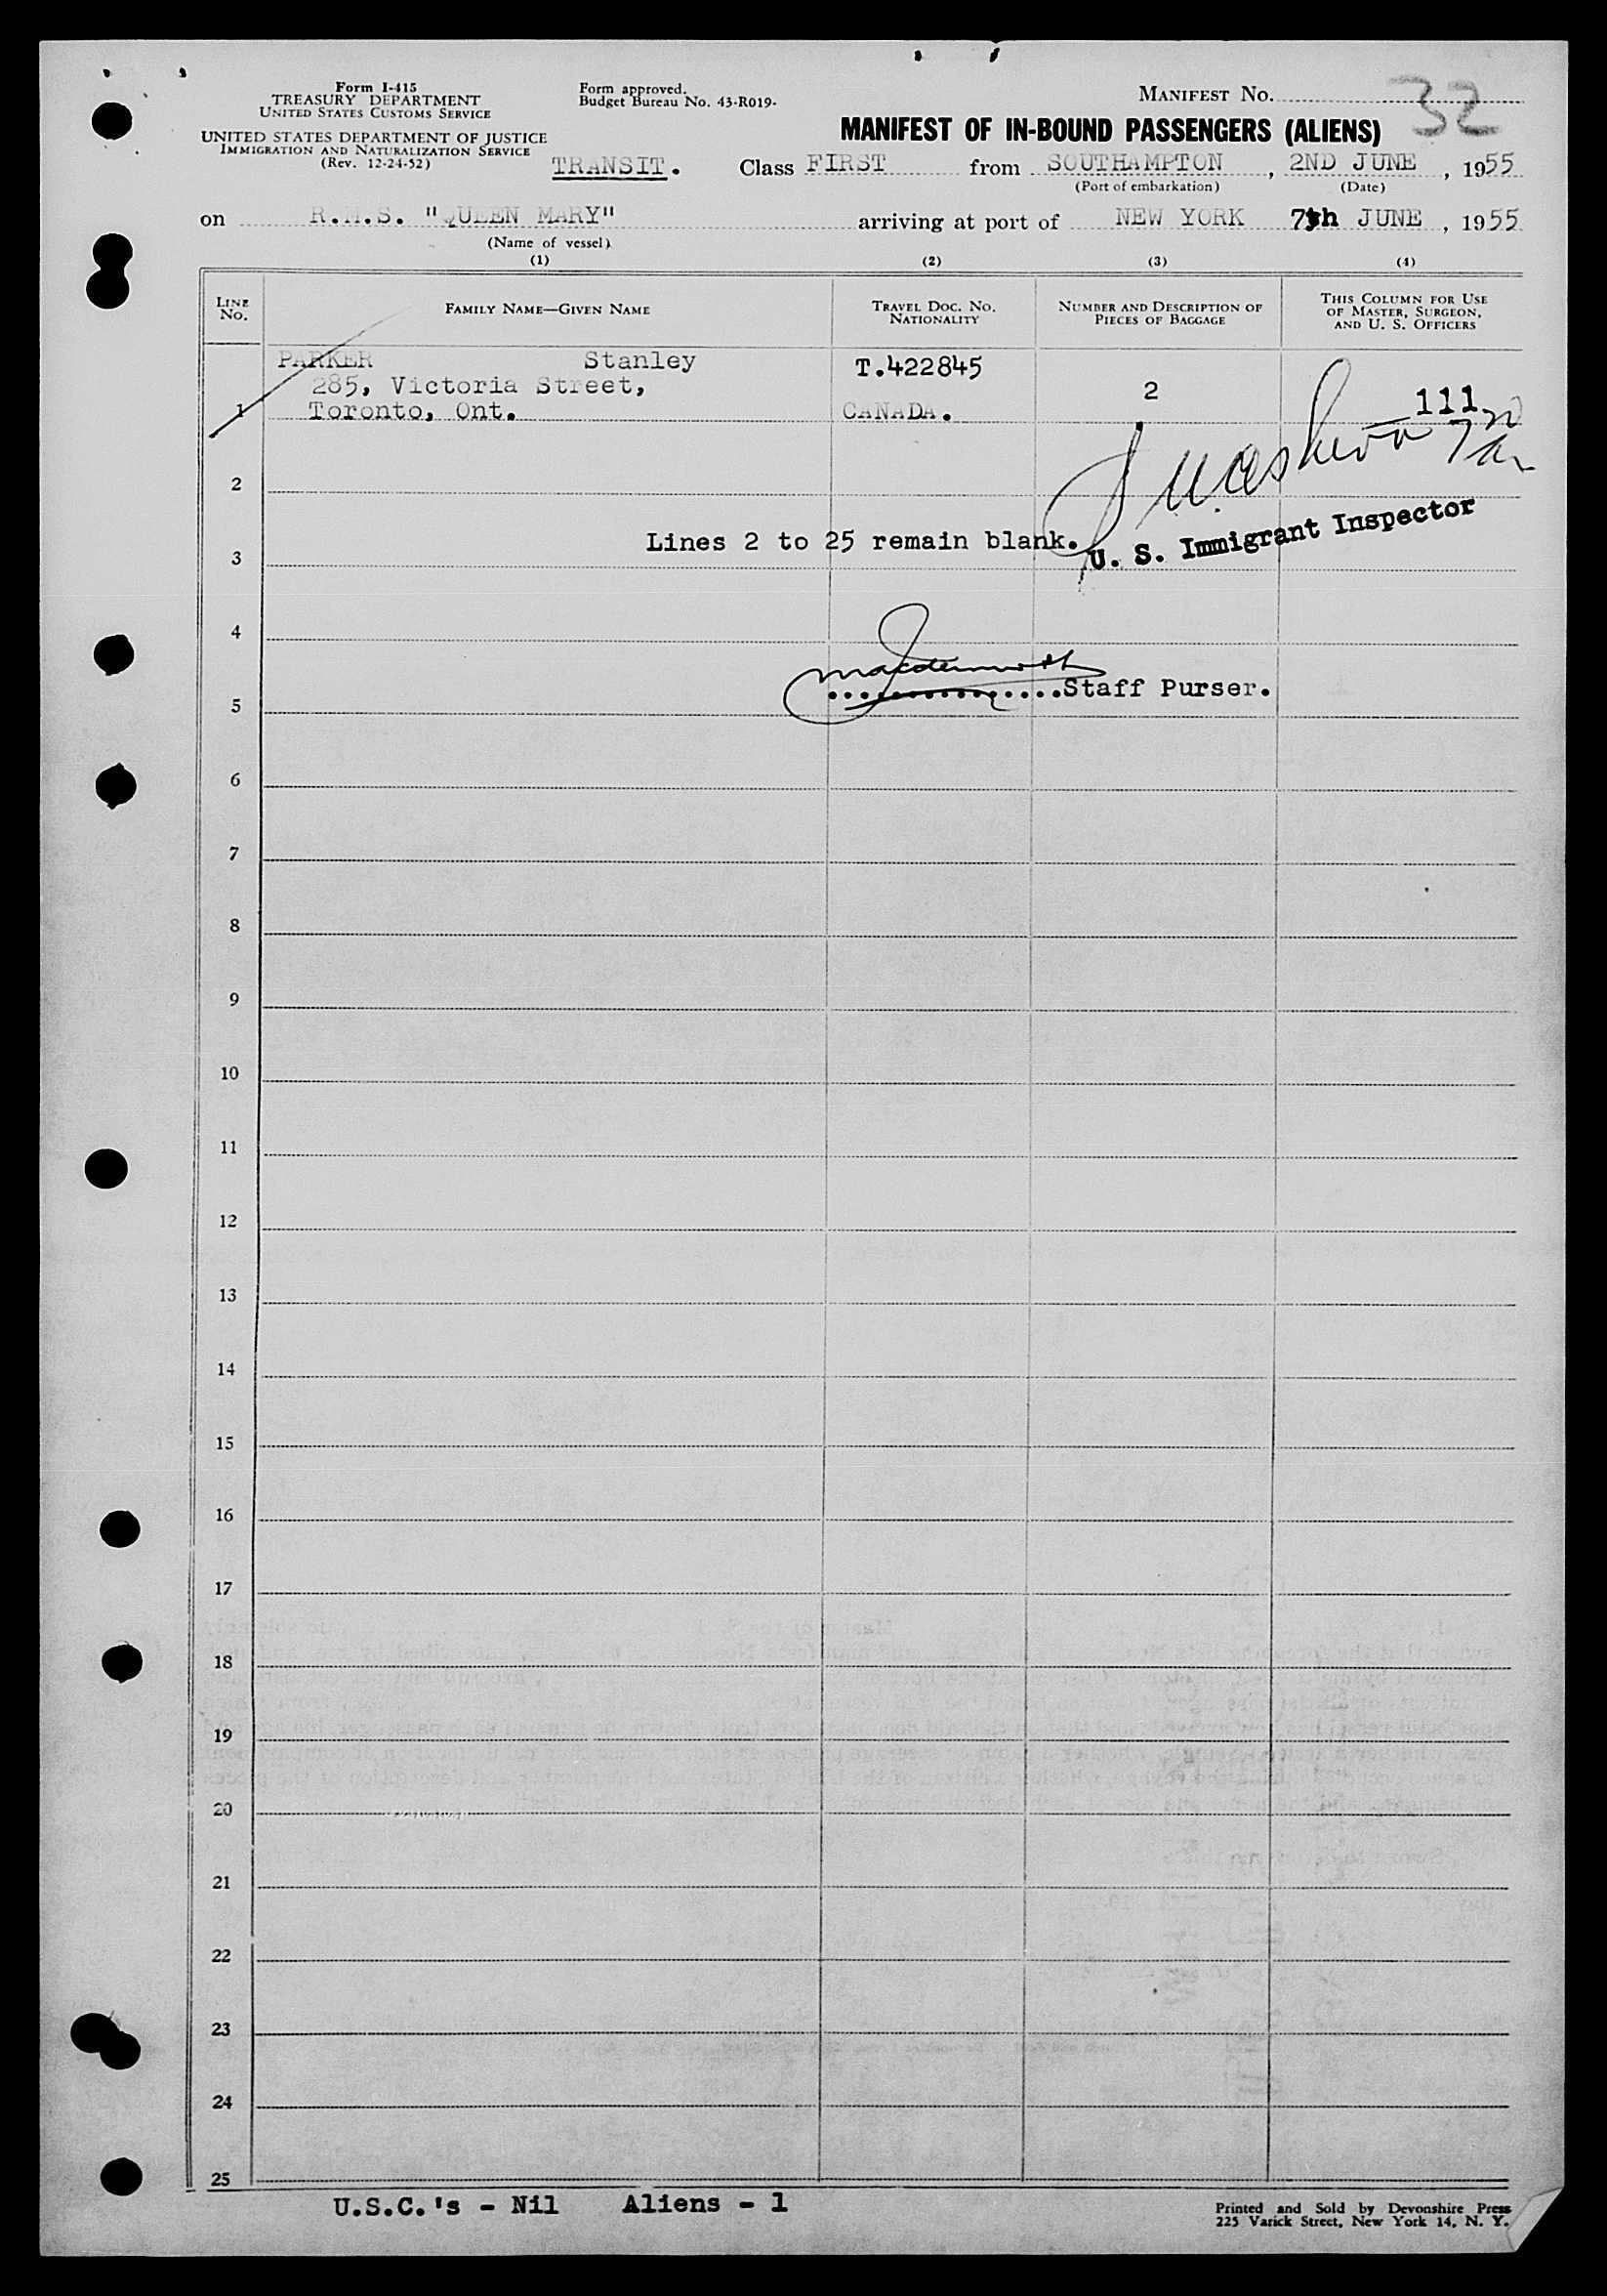 Form I-415
TREASURY DEPARTMENT
UNITED STATES CUSTOMS SERVICE
UNITED STATES DEPARTMENT OF JUSTICE
IMMIGRATION AND NATURALIZATION SERVICE
(Rev. 12-24-52)
Form approved.
Budget Bureau No. 43-R019-
MANIFEST NO. 32
MANIFEST OF IN-BOUND PASSENGERS (ALIENS)
TRANSIT. Class FIRST from SOUTHAMPTON, 2ND JUNE, 1955
(Port of embarkation) (Date)
on R.M.S. "QUEEN MARY" arriving at port of NEW YORK 7th JUNE, 1955
(Name of vessel)
(1) (2) (3) (4)
LINE NO. FAMILY NAME—GIVEN NAME TRAVEL DOC. NO. NATIONALITY NUMBER AND DESCRIPTION OF PIECES OF BAGGAGE THIS COLUMN FOR USE OF MASTER, SURGEON, AND U. S. OFFICERS
PARKER Stanley T.422845
285, Victoria Street, 2 111
1 Toronto, Ont. CANADA.
2
Lines 2 to 25 remain blank. U. S. Immigrant Inspector
3
4
...............Staff Purser.
5
6
7
8
9
10
11
12
13
14
15
16
17
18
19
20
21
22
23
24
25
U.S.C.'s - Nil Aliens - 1
Printed and Sold by Devonshire Press
225 Varick Street, New York 14, N. Y.